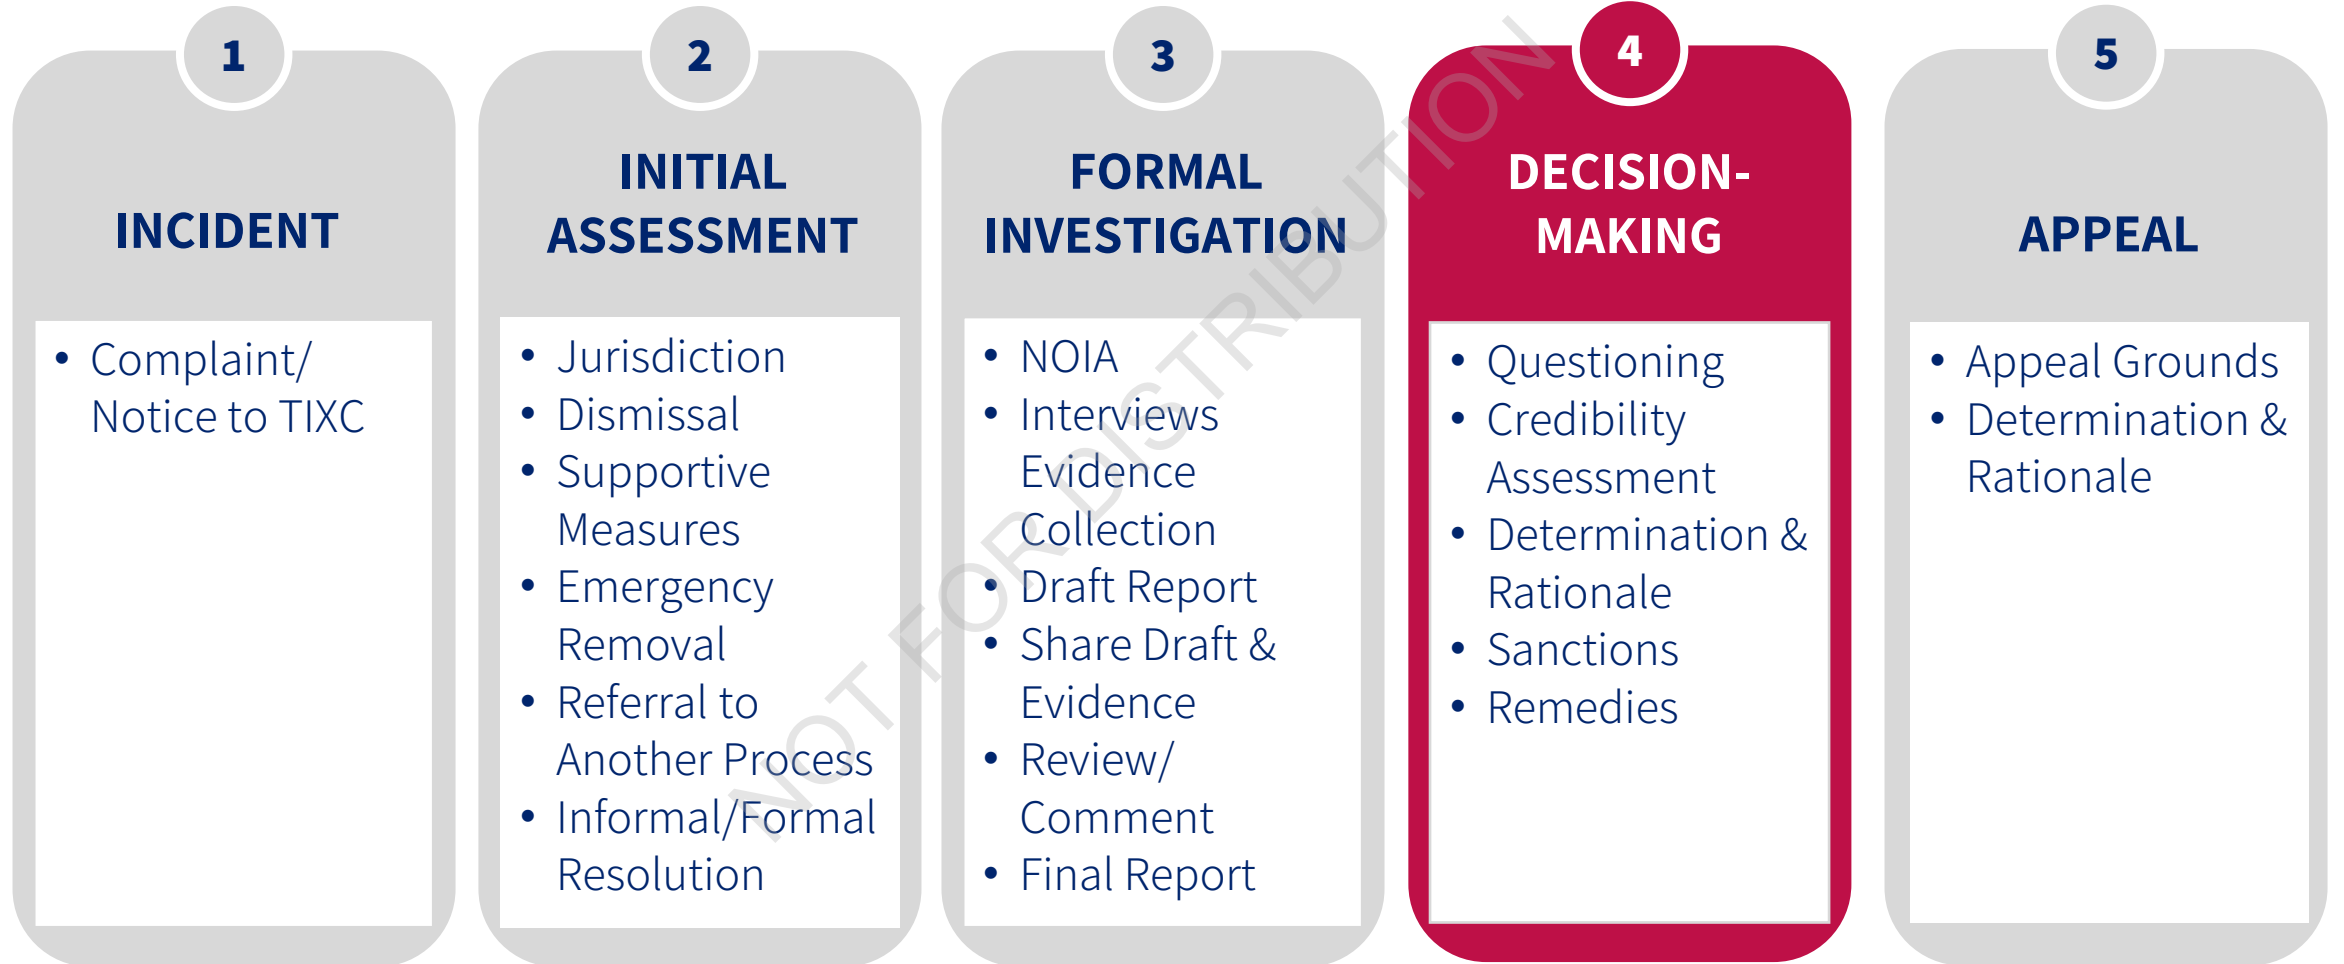 1
INCIDENT
• Complaint/
Notice to TIXC
2
INITIAL
ASSESSMENT
• Jurisdiction
• Dismissal
• Supportive
Measures
• Emergency
Removal
• Referral to
Another Process
• Informal/Formal
Resolution
3
FORMAL
INVESTIGATION
• NOIA
• Interviews
Evidence
Collection
• Draft Report
• Share Draft &
Evidence
• Review/
Comment
• Final Report
4
DECISION-
MAKING
• Questioning
• Credibility
Assessment
• Determination &
Rationale
• Sanctions
• Remedies
5
APPEAL
• Appeal Grounds
• Determination &
Rationale
NOT FOR DISTRIBUTION